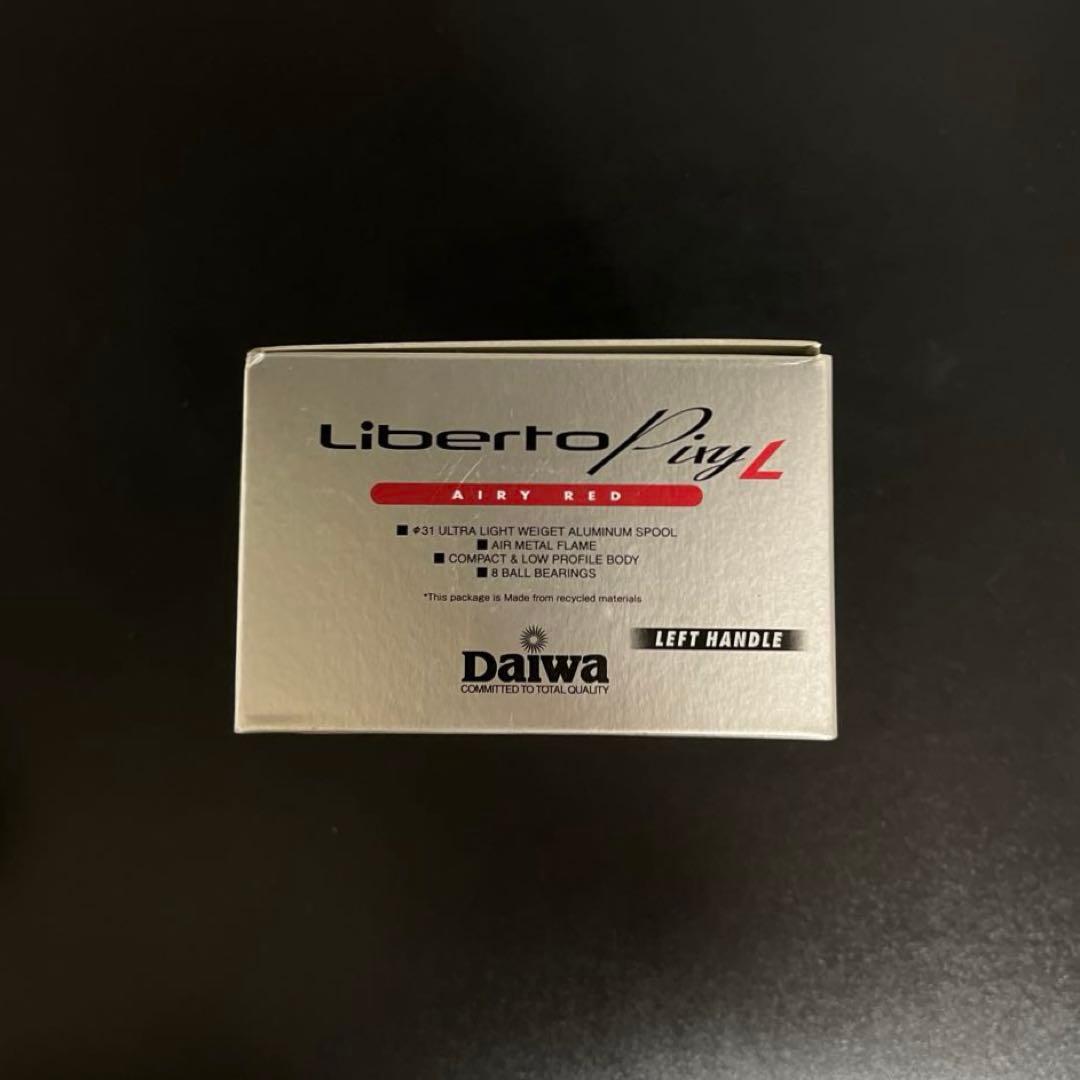 Liberto Pixy L
AIRY RED
■ φ31 ULTRA LIGHT WEIGET ALUMINUM SPOOL
■ AIR METAL FLAME
■ COMPACT & LOW PROFILE BODY
■ 8 BALL BEARINGS
*This package is Made from recycled materials
LEFT HANDLE
Daiwa
COMMITTED TO TOTAL QUALITY